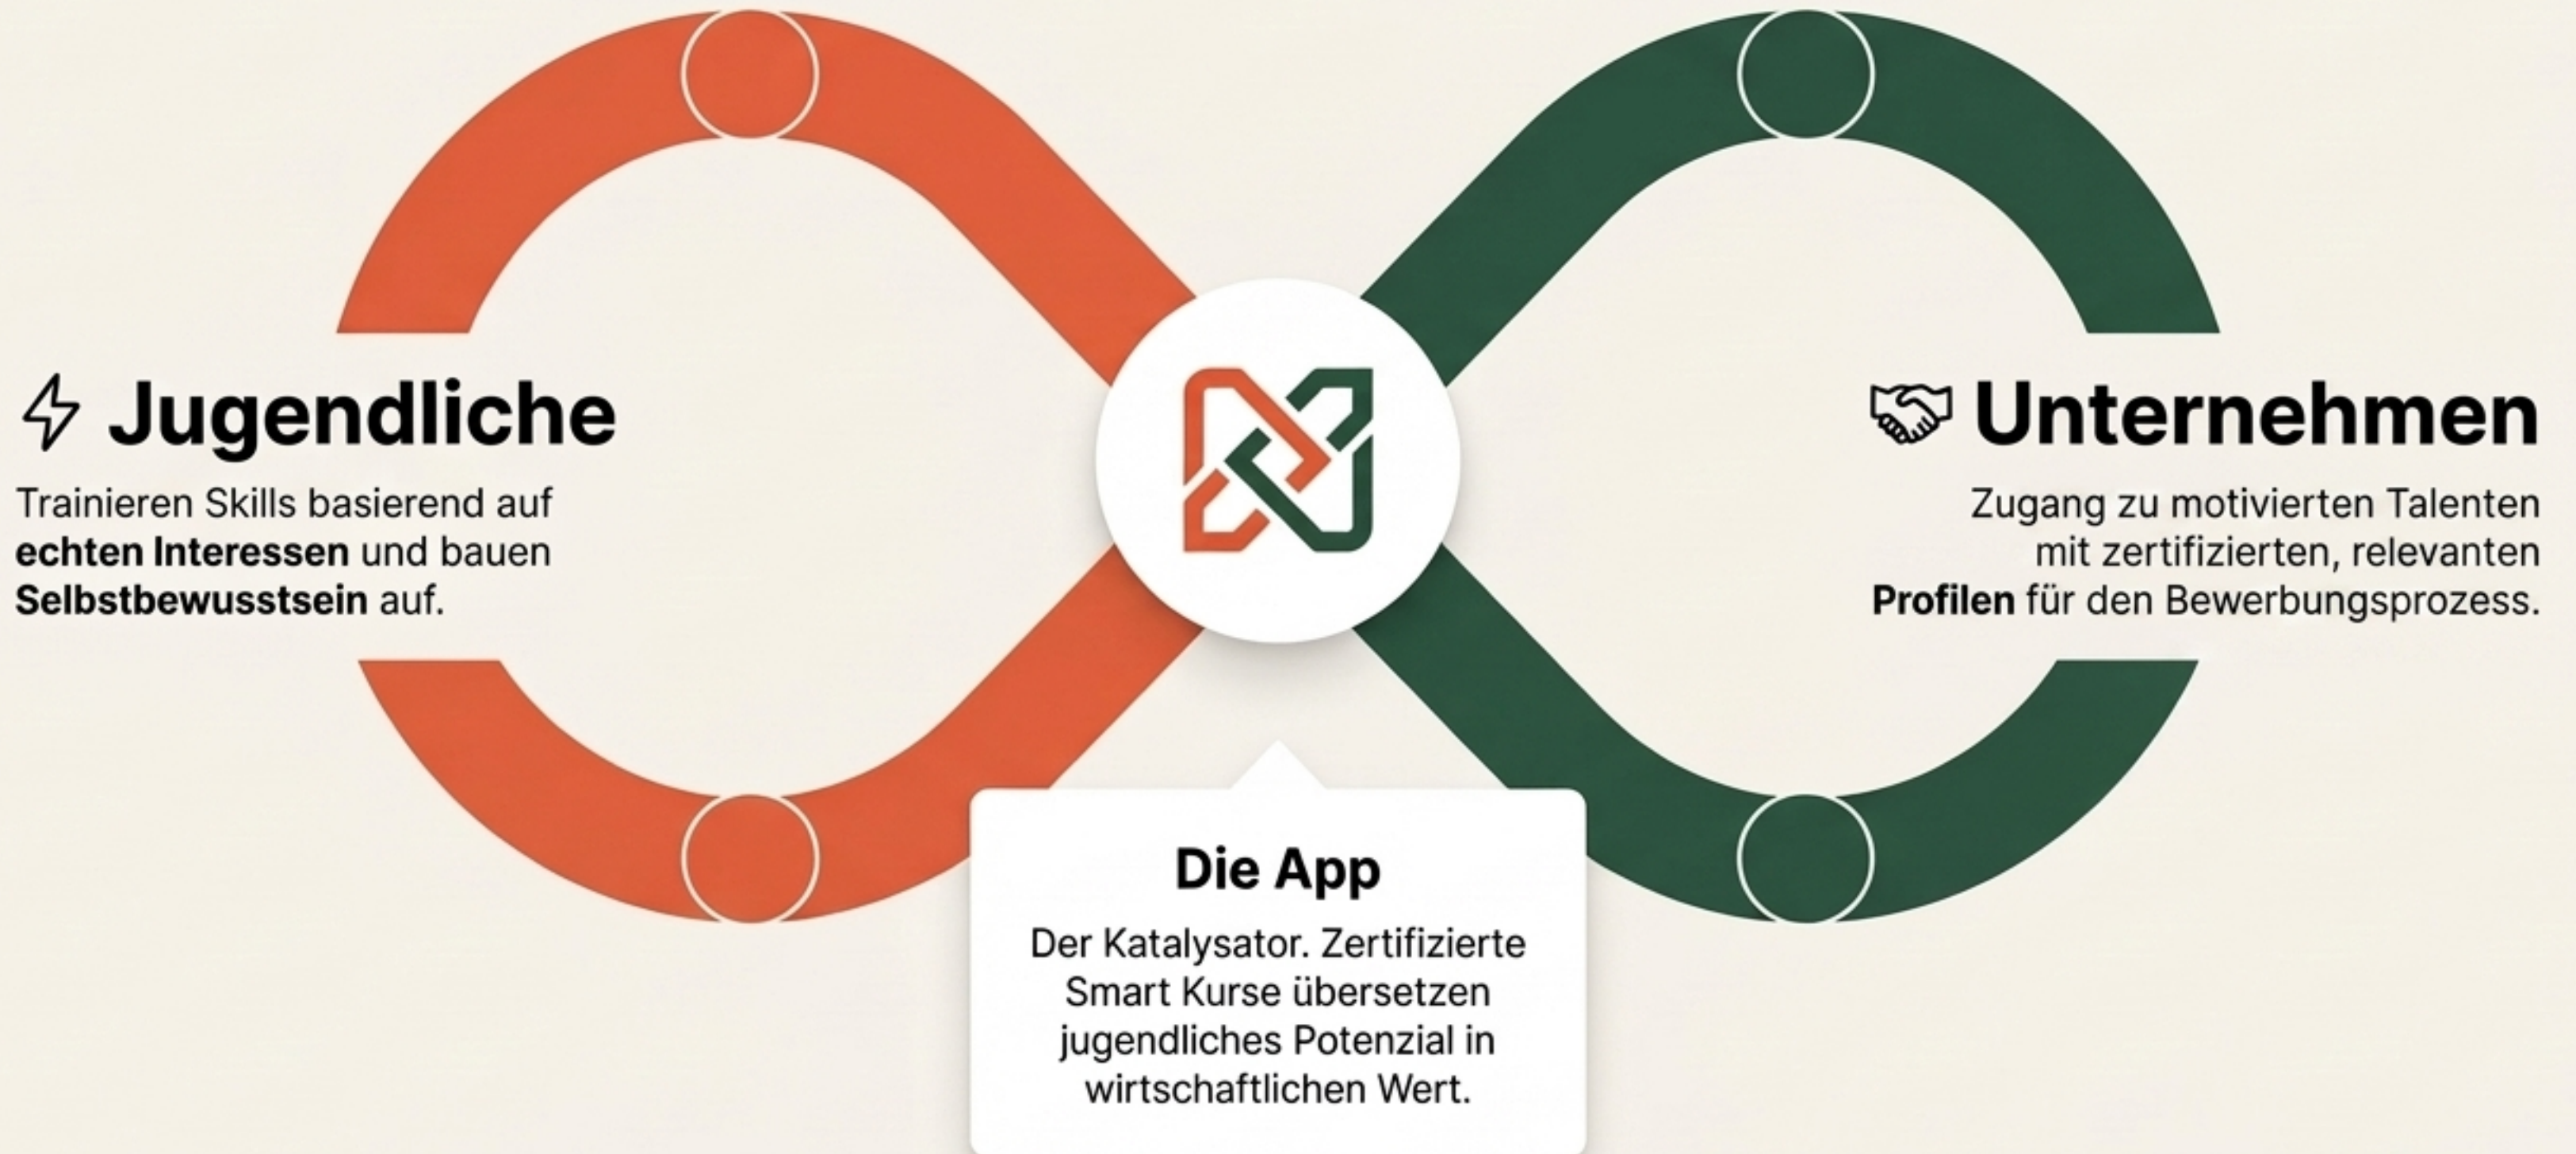 Jugendliche
Trainieren Skills basierend auf
echten Interessen und bauen
Selbstbewusstsein auf.
Unternehmen
Zugang zu motivierten Talenten
mit zertifizierten, relevanten
Profilen für den Bewerbungsprozess.
Die App
Der Katalysator. Zertifizierte
Smart Kurse übersetzen
jugendliches Potenzial in
wirtschaftlichen Wert.